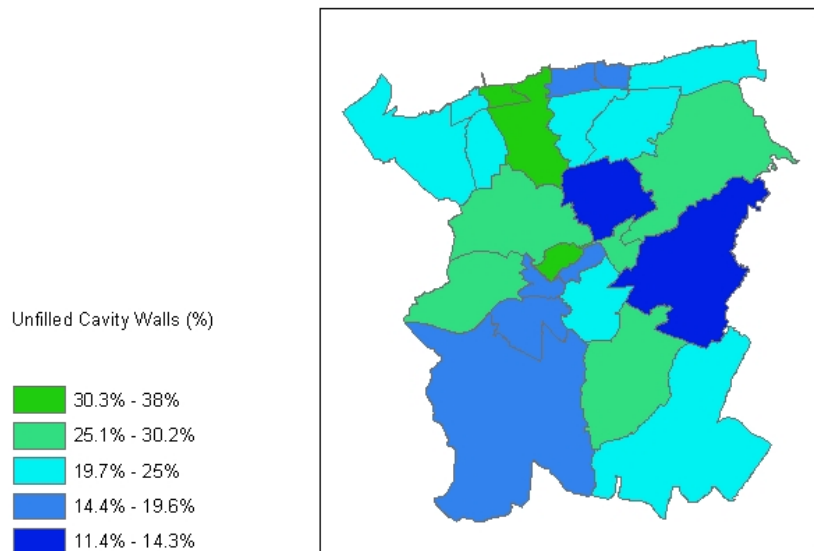 Unfilled Cavity Walls (%)
30.3% - 38%
25.1% - 30.2%
19.7% - 25%
14.4% - 19.6%
11.4% - 14.3%